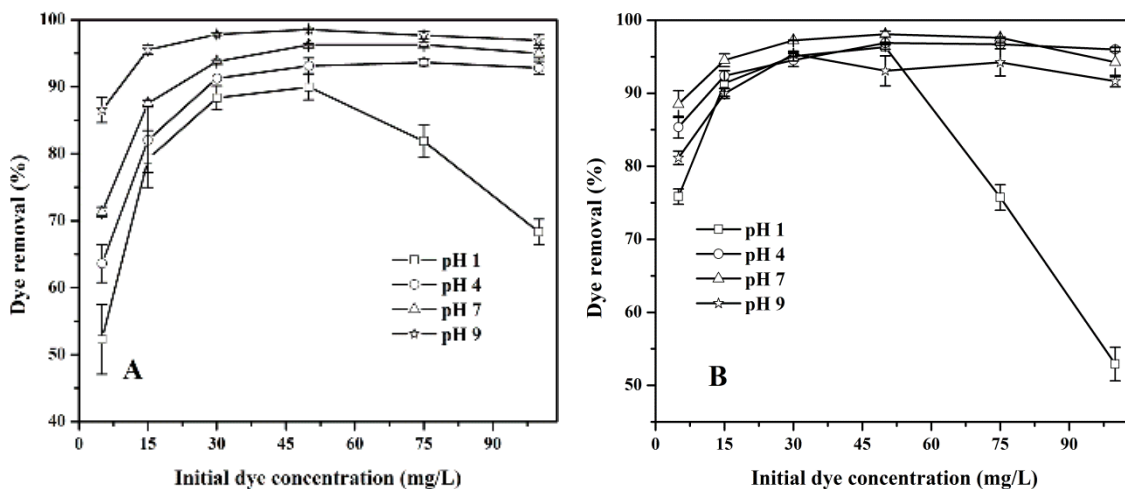 100
90
80
70
60
50
40
Dye removal (%)
pH 1
pH 4
pH 7
pH 9
A
0 15 30 45 60 75 90
Initial dye concentration (mg/L)
100
90
80
70
60
50
Dye removal (%)
pH 1
pH 4
pH 7
pH 9
B
0 15 30 45 60 75 90
Initial dye concentration (mg/L)